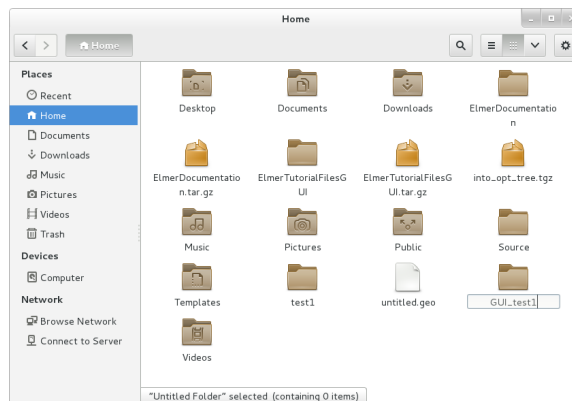 Home
Home
Places
Recent
Home
Documents
Downloads
Music
Pictures
Videos
Trash
Devices
Computer
Network
Browse Network
Connect to Server
Desktop
Documents
Downloads
ElmerDocumentatio
n
ElmerDocumentatio
n.tar.gz
ElmerTutorialFilesG
UI
ElmerTutorialFilesG
UI.tar.gz
into_opt_tree.tgz
Music
Pictures
Public
Source
Templates
test1
untitled.geo
GUI_test1
Videos
"Untitled Folder" selected (containing 0 items)